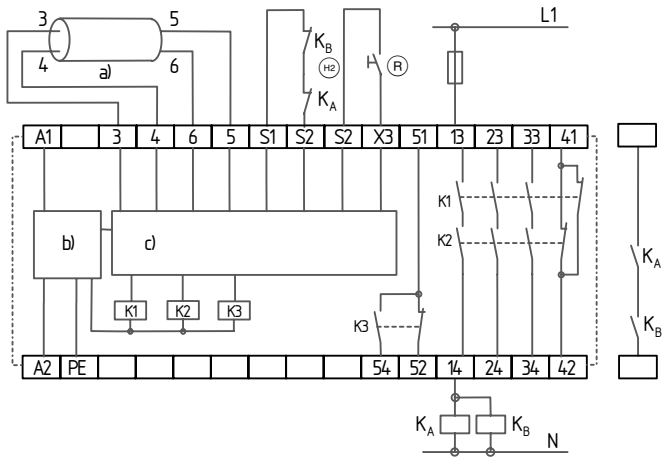 3 5 L1
4 a) 6
K_B
H2 R
K_A
A1 3 4 6 5 S1 S2 S2 X3 51 13 23 33 41
K1
b) c) K2
K_A
K1 K2 K3
K3 K_B
A2 PE 54 52 14 24 34 42
K_A K_B
N